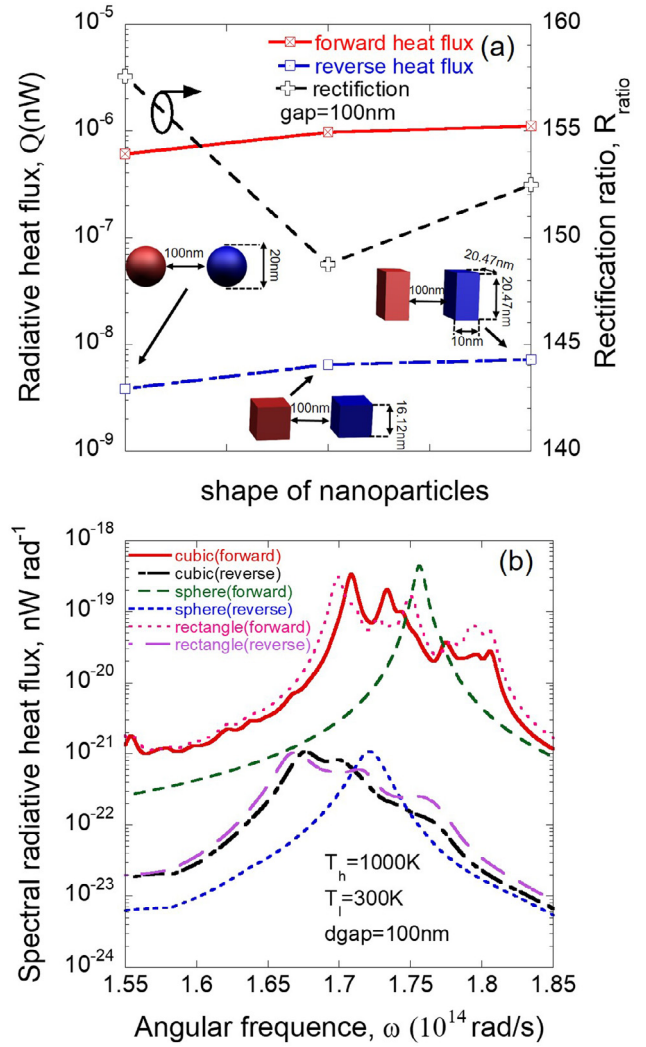 10⁻⁵
160
(a)
forward heat flux
reverse heat flux
rectifiction
gap=100nm
10⁻⁶
155
10⁻⁷
150
10⁻⁸
145
10⁻⁹
140
Radiative heat flux, Q(nW)
Rectification ratio, R_ratio
100nm
20nm
20.47nm
100nm
20.47nm
10nm
100nm
16.12nm
shape of nanoparticles
10⁻¹⁸
(b)
cubic(forward)
cubic(reverse)
sphere(forward)
sphere(reverse)
rectangle(forward)
rectangle(reverse)
10⁻¹⁹
10⁻²⁰
10⁻²¹
10⁻²²
10⁻²³
10⁻²⁴
Spectral radiative heat flux, nW rad⁻¹
T_h=1000K
T_l=300K
dgap=100nm
1.55 1.6 1.65 1.7 1.75 1.8 1.85
Angular frequence, ω (10¹⁴ rad/s)